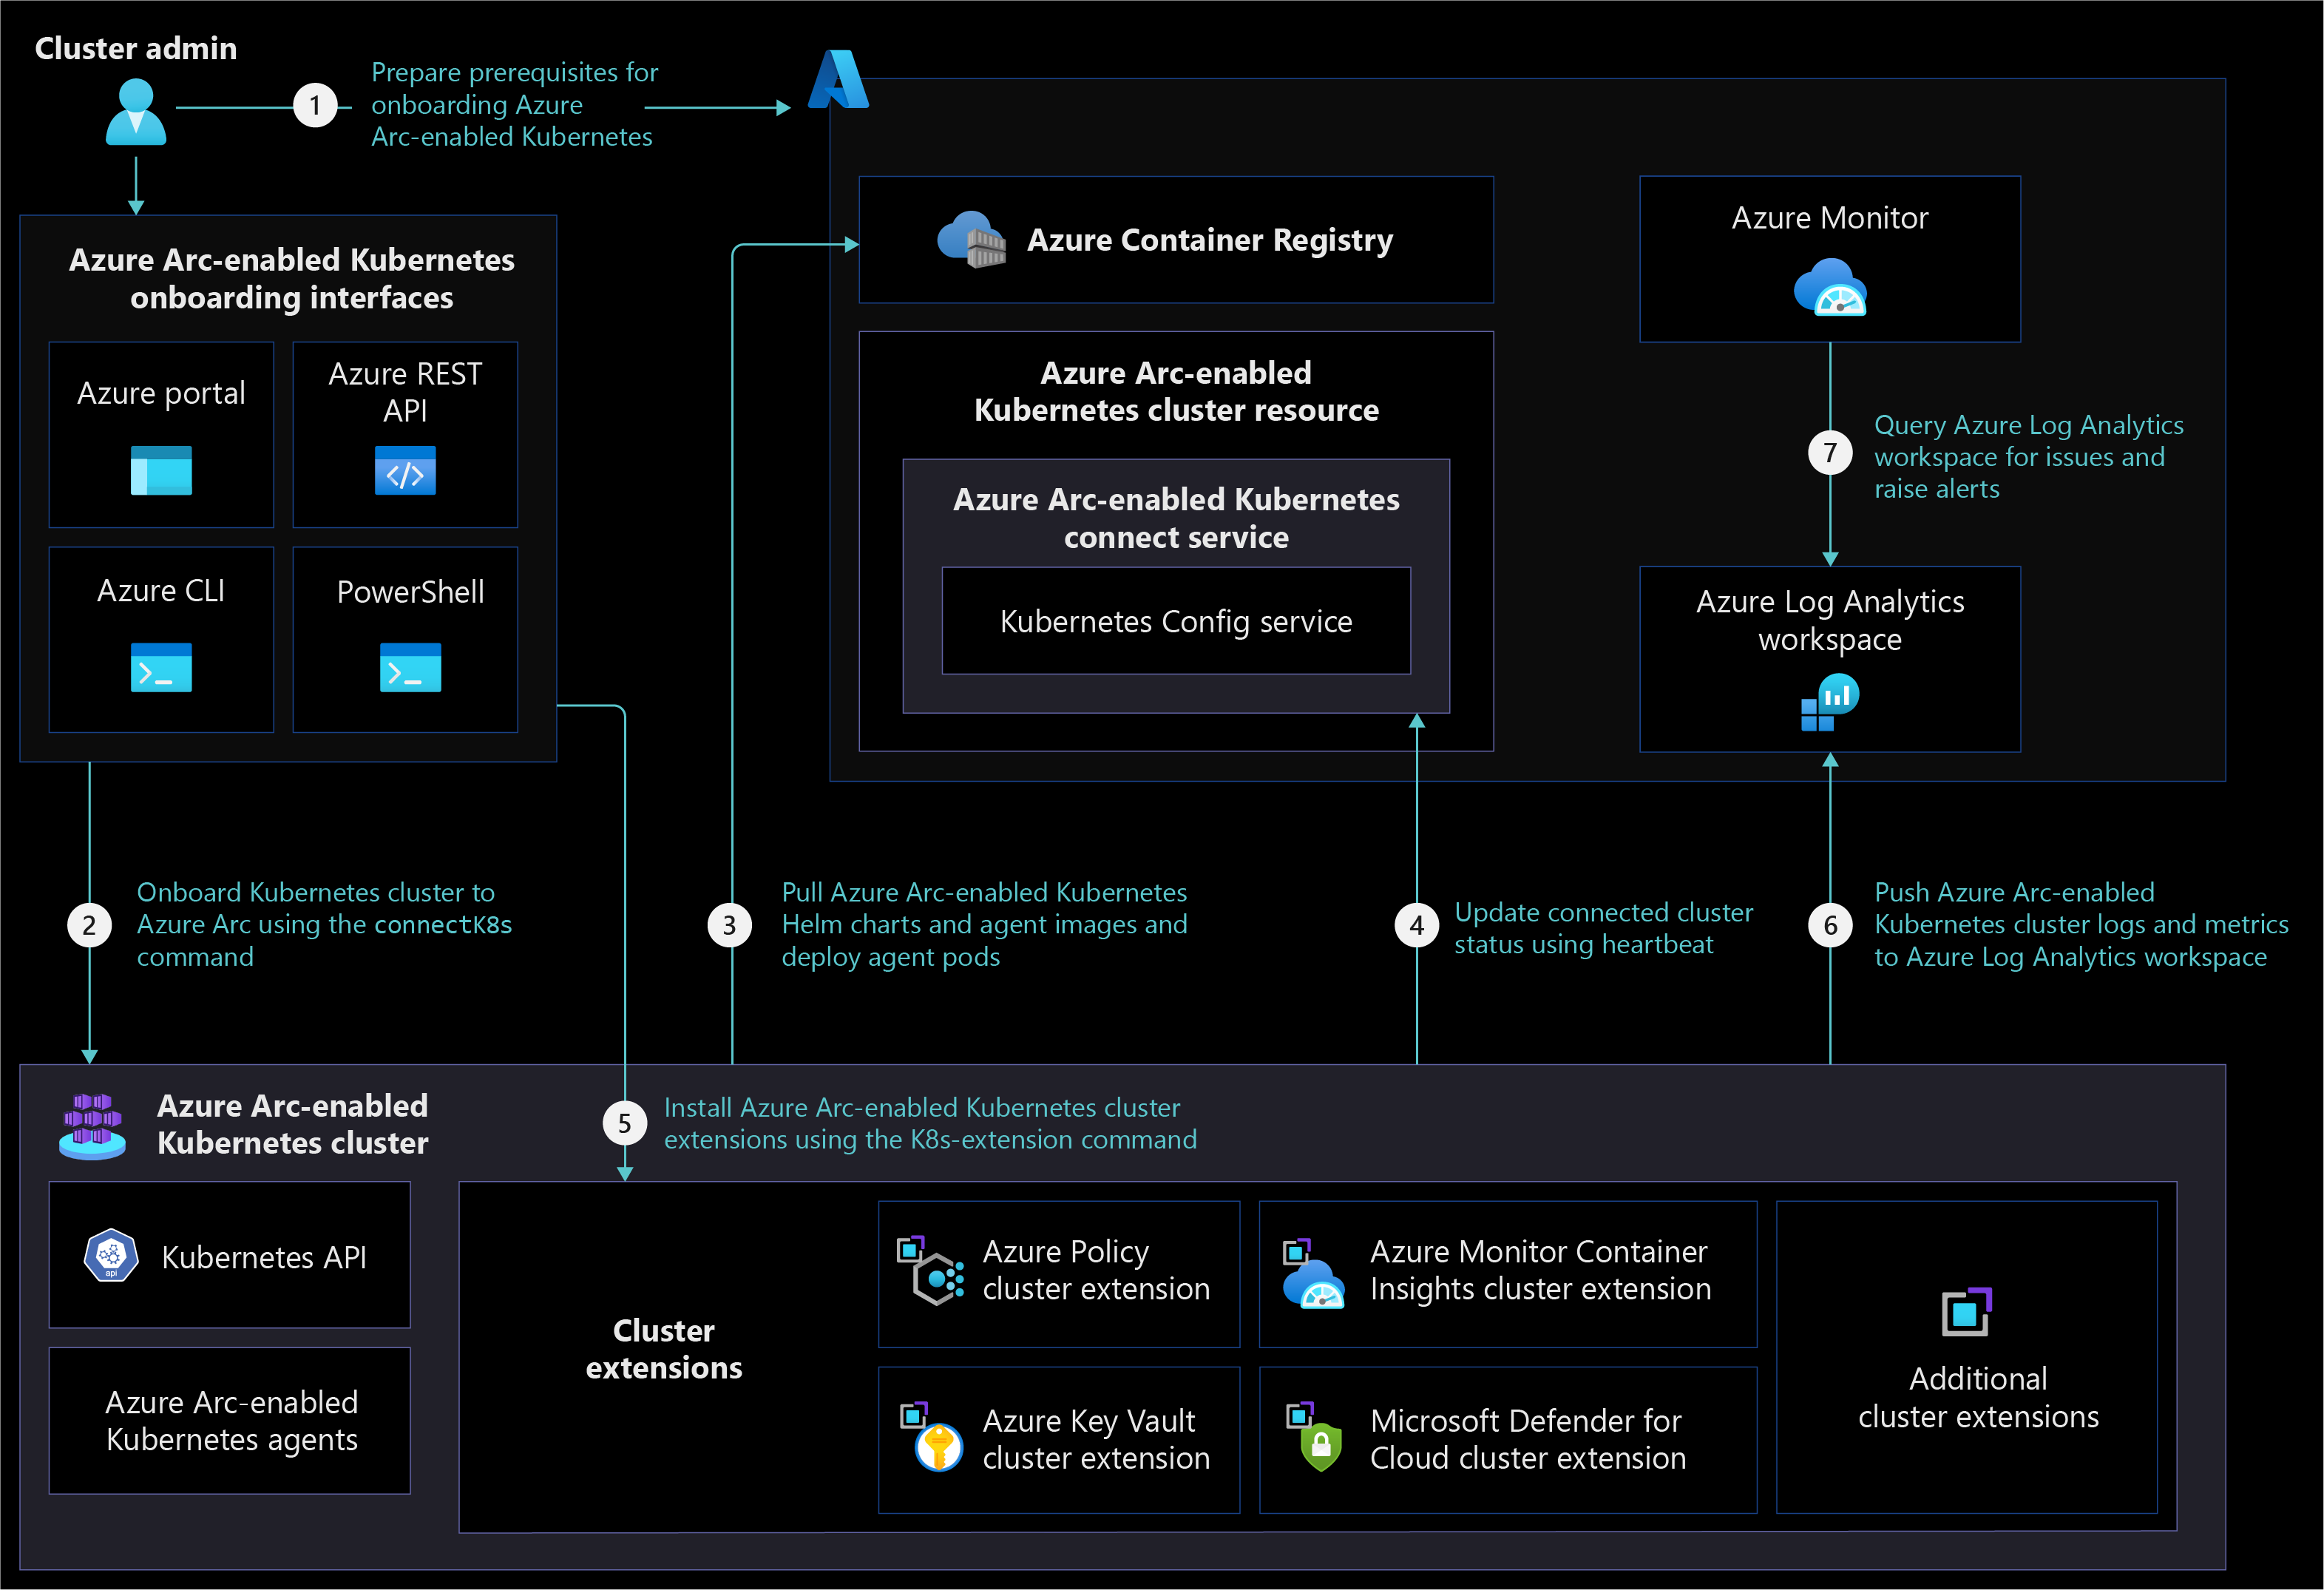 Cluster admin
1
Prepare prerequisites for
onboarding Azure
Arc-enabled Kubernetes
Azure Arc-enabled Kubernetes
onboarding interfaces
Azure portal
Azure REST
API
Azure CLI
PowerShell
Azure Container Registry
Azure Arc-enabled
Kubernetes cluster resource
Azure Arc-enabled Kubernetes
connect service
Kubernetes Config service
Azure Monitor
7
Query Azure Log Analytics
workspace for issues and
raise alerts
Azure Log Analytics
workspace
2
Onboard Kubernetes cluster to
Azure Arc using the connectK8s
command
3
Pull Azure Arc-enabled Kubernetes
Helm charts and agent images and
deploy agent pods
4
Update connected cluster
status using heartbeat
6
Push Azure Arc-enabled
Kubernetes cluster logs and metrics
to Azure Log Analytics workspace
Azure Arc-enabled
Kubernetes cluster
5
Install Azure Arc-enabled Kubernetes cluster
extensions using the K8s-extension command
api
Kubernetes API
Azure Arc-enabled
Kubernetes agents
Cluster
extensions
Azure Policy
cluster extension
Azure Monitor Container
Insights cluster extension
Azure Key Vault
cluster extension
Microsoft Defender for
Cloud cluster extension
Additional
cluster extensions